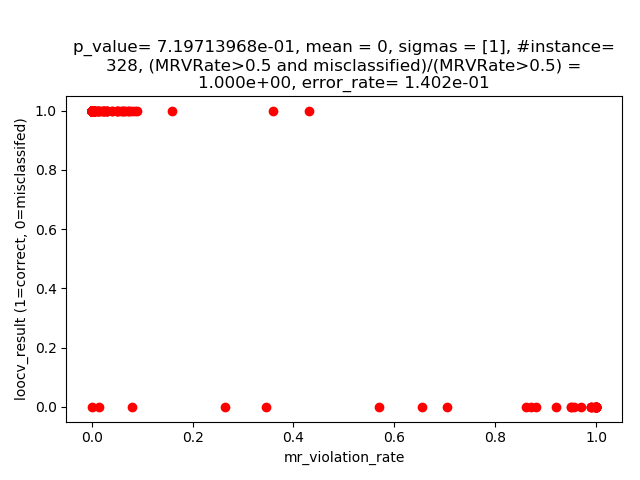 p_value= 7.19713968e-01, mean = 0, sigmas = [1], #instance=
328, (MRVRate>0.5 and misclassified)/(MRVRate>0.5) =
1.000e+00, error_rate= 1.402e-01
1.0
0.8
0.6
0.4
0.2
0.0
loocv_result (1=correct, 0=misclassifed)
0.0 0.2 0.4 0.6 0.8 1.0
mr_violation_rate